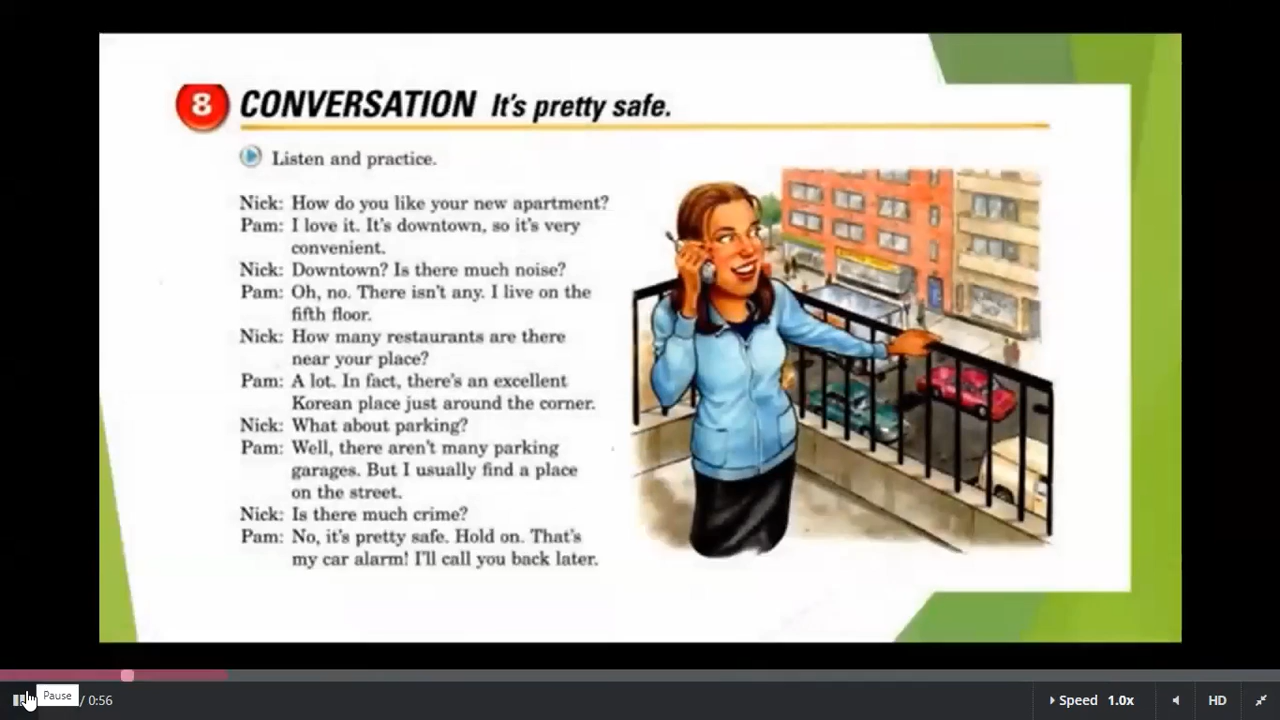 8 CONVERSATION It's pretty safe.
Listen and practice.
Nick: How do you like your new apartment?
Pam: I love it. It's downtown, so it's very
convenient.
Nick: Downtown? Is there much noise?
Pam: Oh, no. There isn't any. I live on the
fifth floor.
Nick: How many restaurants are there
near your place?
Pam: A lot. In fact, there's an excellent
Korean place just around the corner.
Nick: What about parking?
Pam: Well, there aren't many parking
garages. But I usually find a place
on the street.
Nick: Is there much crime?
Pam: No, it's pretty safe. Hold on. That's
my car alarm! I'll call you back later.
Pause
/ 0:56
Speed 1.0x
HD